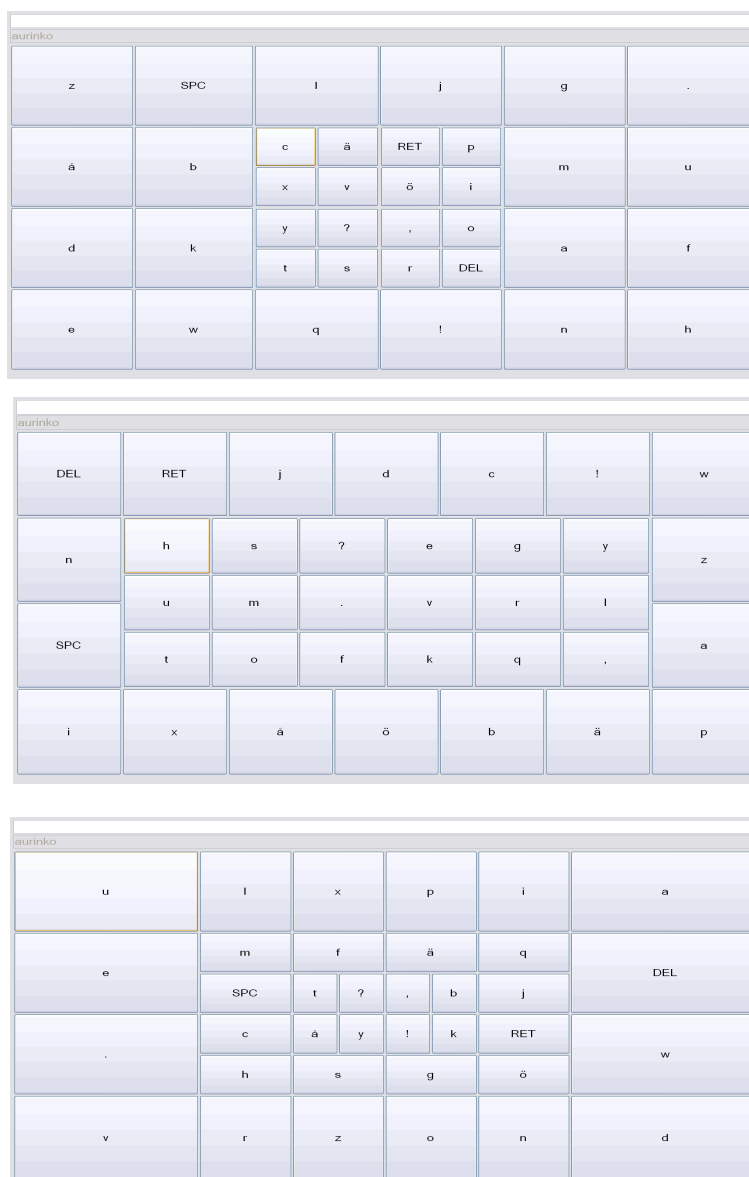 aurinko
z SPC l j g .
c ä RET p
á b m u
x v ö i
y ? , o
d k a f
t s r DEL
e w q ! n h
aurinko
DEL RET j d c ! w
h s ? e g y
n z
u m . v r l
SPC a
t o f k q ,
i x á ö b ä p
aurinko
u l x p i a
m f ä q
e DEL
SPC t ? , b j
c á y ! k RET
. w
h s g ö
v r z o n d